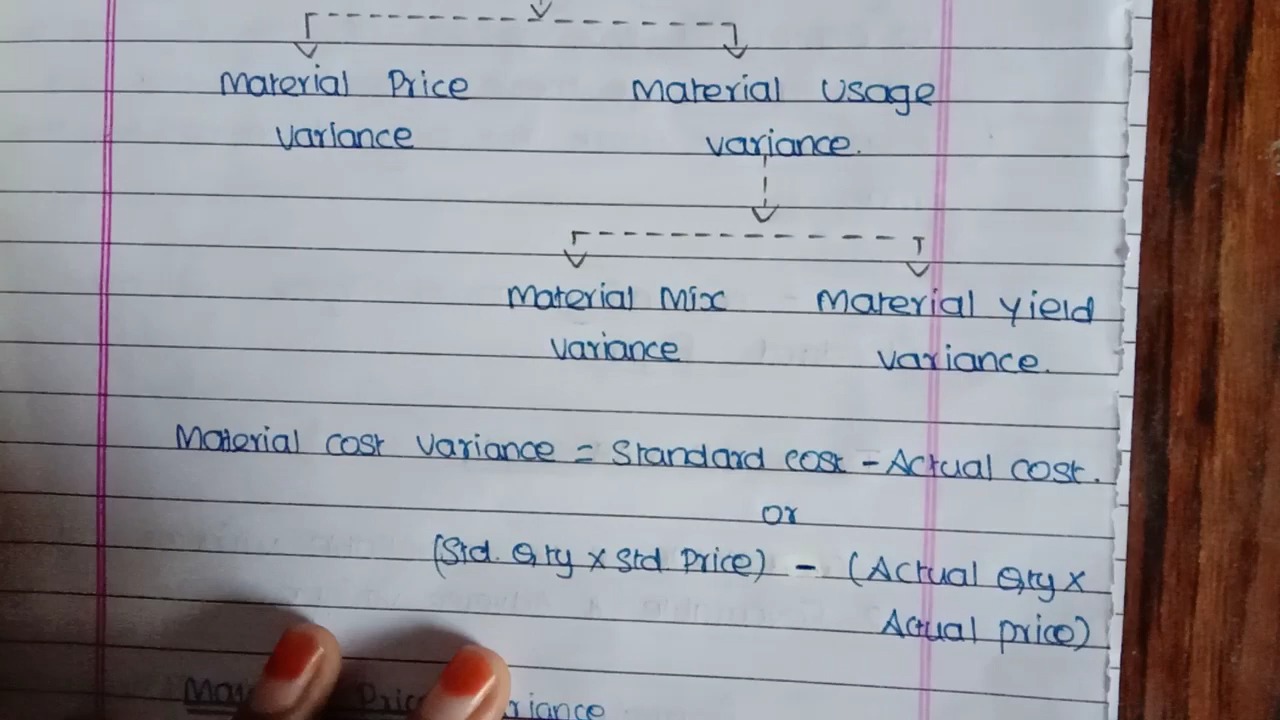 Material Price Material Usage
variance variance.
Material Mix Material Yield
variance variance.
Material cost variance = Standard cost - Actual cost.
Or
(Std. Qty x Std Price) - (Actual Qty x
Actual price)